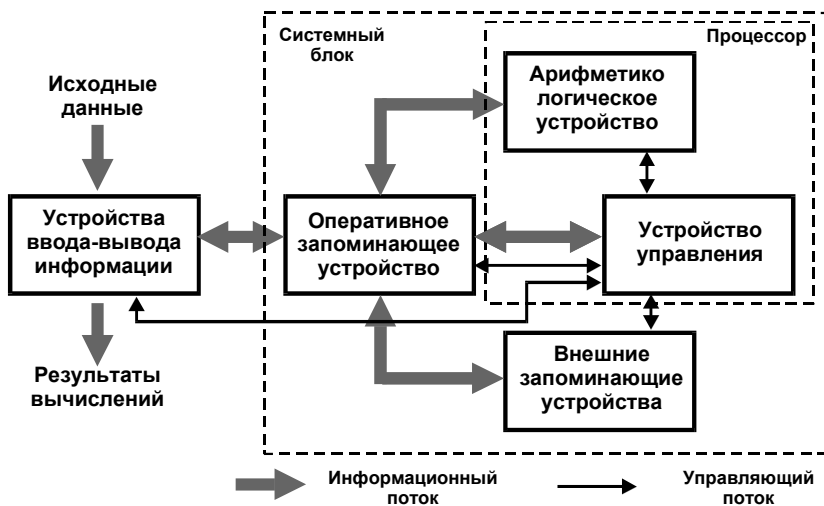 Системный
блок
Процессор
Исходные
данные
Арифметико
логическое
устройство
Устройства
ввода-вывода
информации
Оперативное
запоминающее
устройство
Устройство
управления
Результаты
вычислений
Внешние
запоминающие
устройства
Информационный
поток
Управляющий
поток